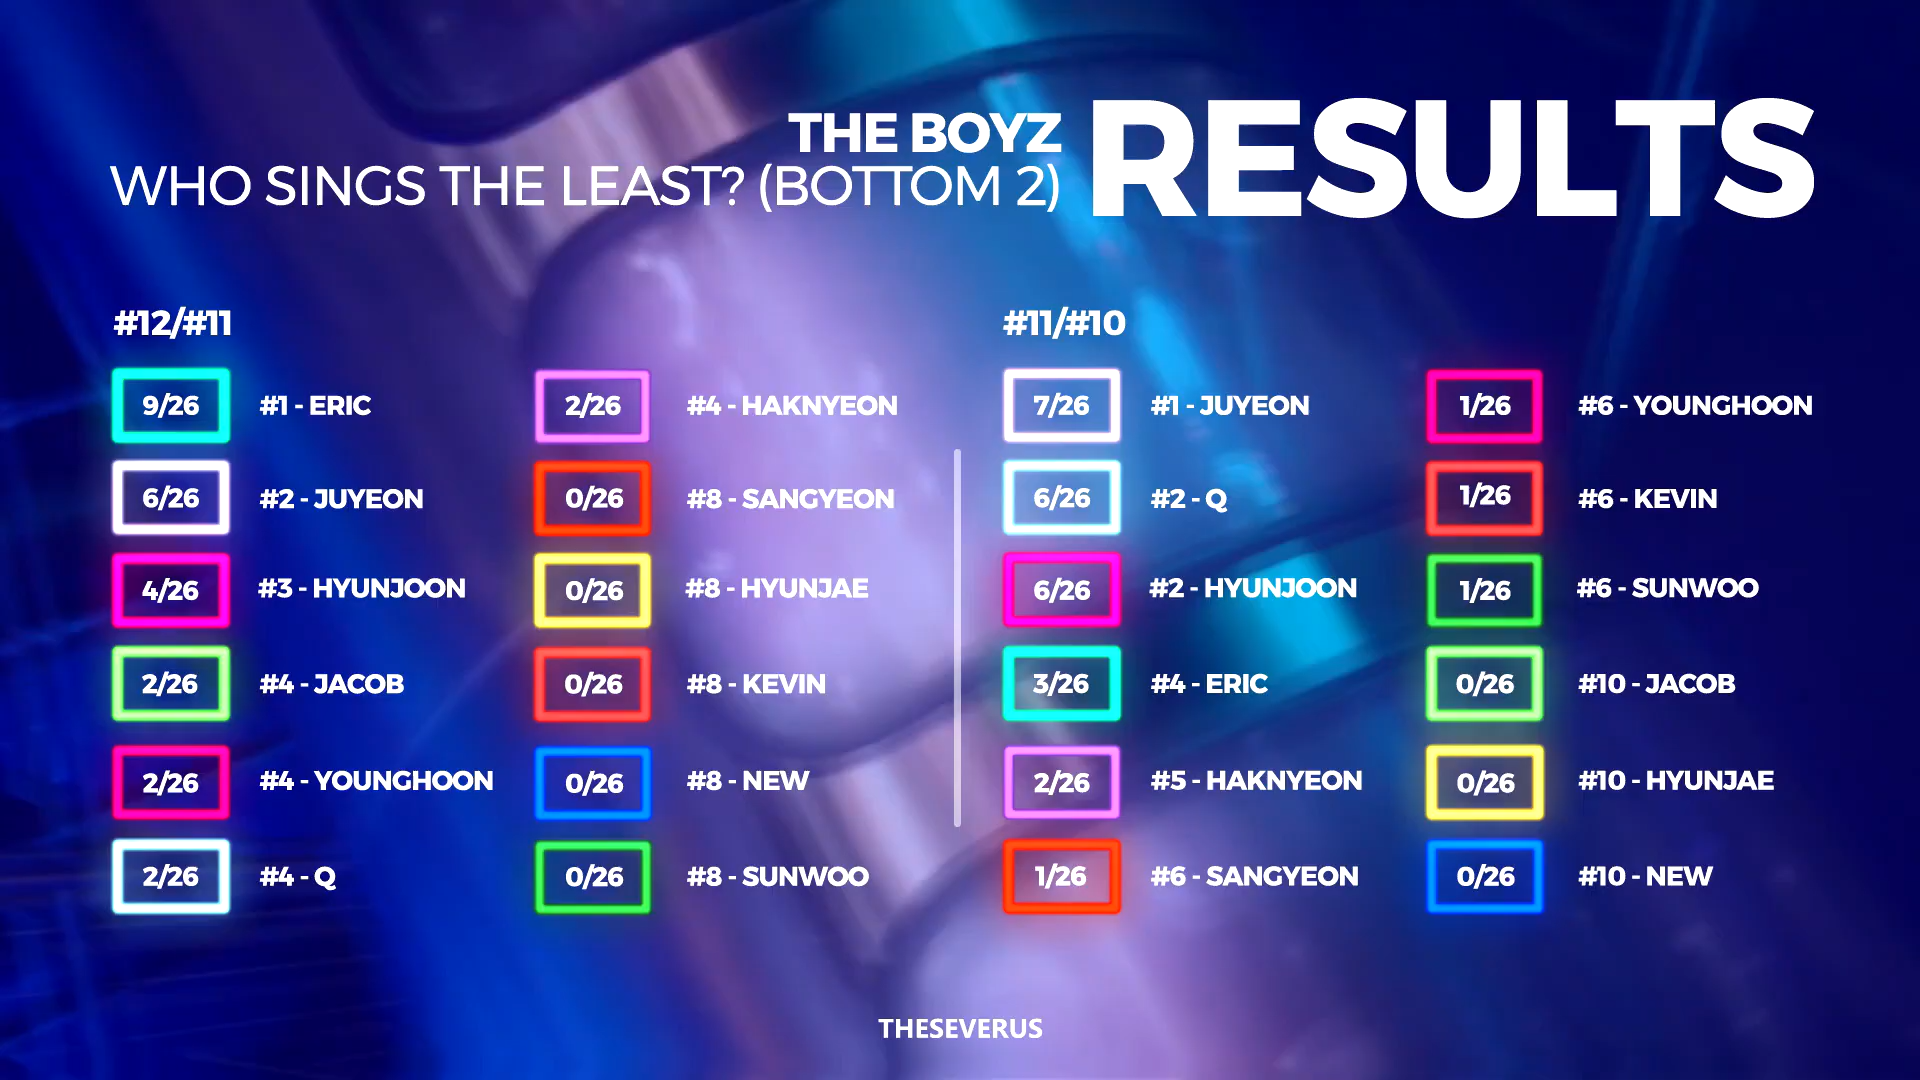 THE BOYZ
WHO SINGS THE LEAST? (BOTTOM 2)
RESULTS
#12/#11
9/26 #1 - ERIC
6/26 #2 - JUYEON
4/26 #3 - HYUNJOON
2/26 #4 - JACOB
2/26 #4 - YOUNGHOON
2/26 #4 - Q
2/26 #4 - HAKNYEON
0/26 #8 - SANGYEON
0/26 #8 - HYUNJAE
0/26 #8 - KEVIN
0/26 #8 - NEW
0/26 #8 - SUNWOO
#11/#10
7/26 #1 - JUYEON
6/26 #2 - Q
6/26 #2 - HYUNJOON
3/26 #4 - ERIC
2/26 #5 - HAKNYEON
1/26 #6 - SANGYEON
1/26 #6 - YOUNGHOON
1/26 #6 - KEVIN
1/26 #6 - SUNWOO
0/26 #10 - JACOB
0/26 #10 - HYUNJAE
0/26 #10 - NEW
THESEVERUS